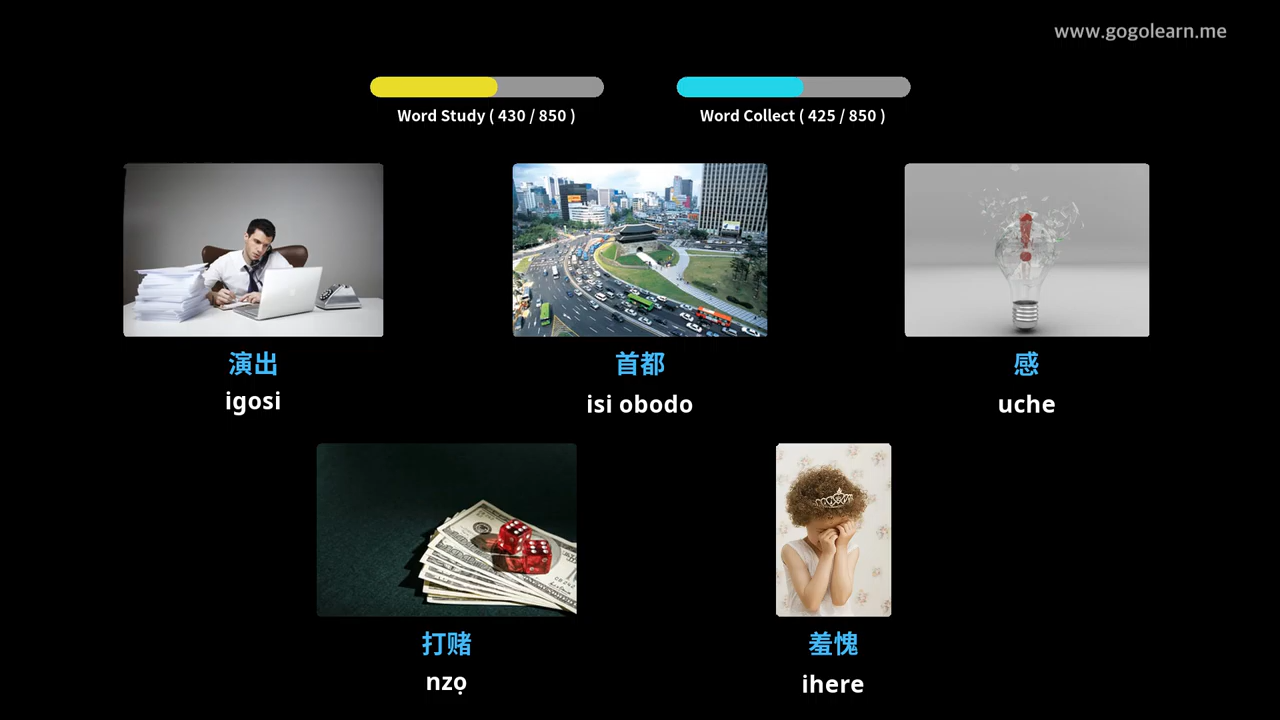 www.gogolearn.me
Word Study ( 430 / 850 )
Word Collect ( 425 / 850 )
演出
igosi
首都
isi obodo
感
uche
打赌
nzọ
羞愧
ihere